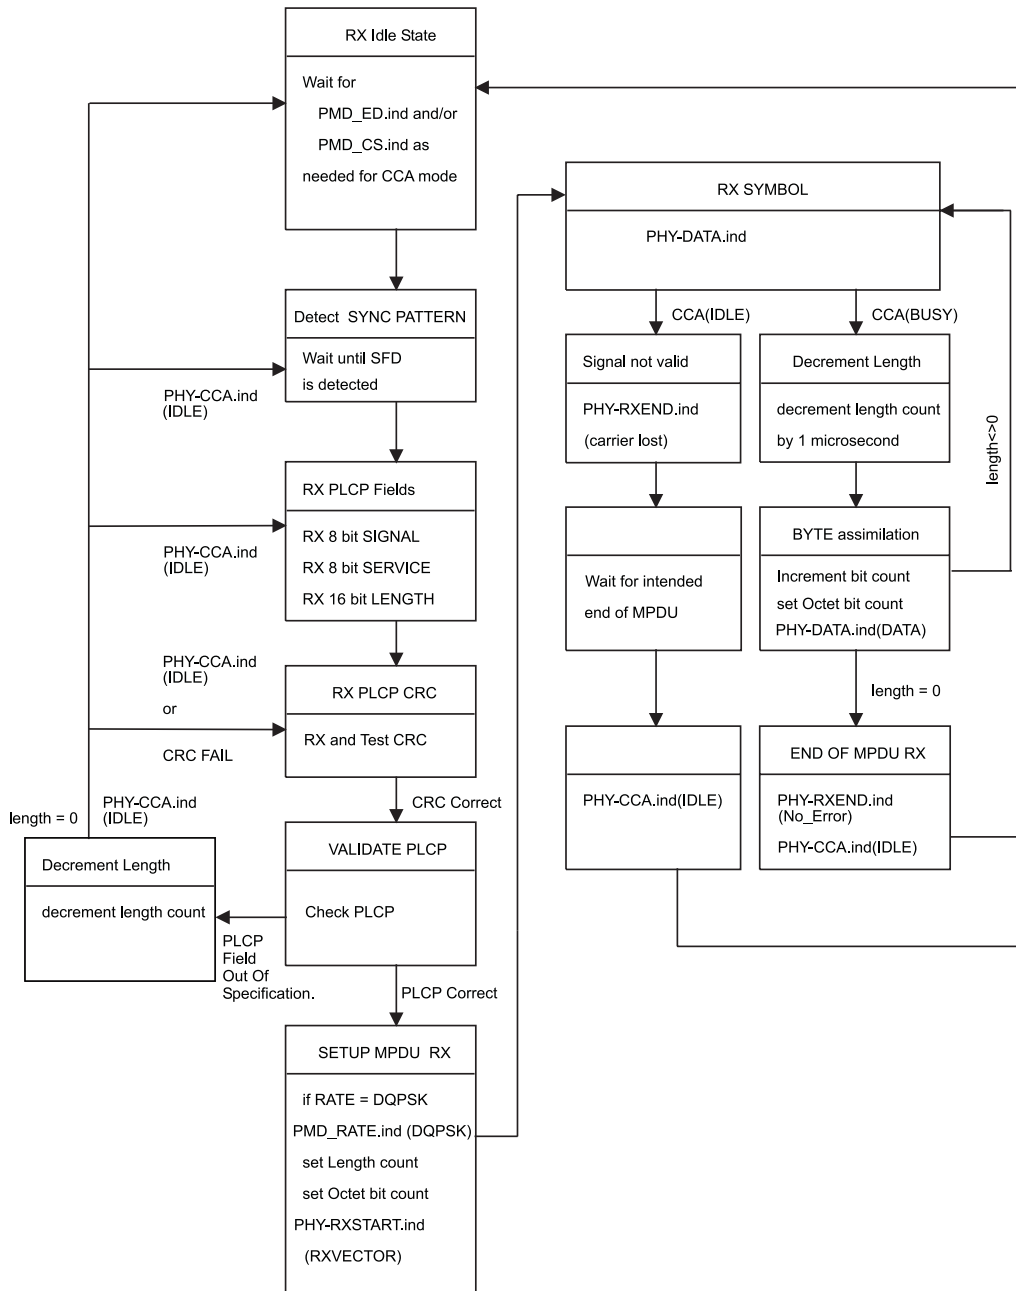 RX Idle State
Wait for
PMD_ED.ind and/or
PMD_CS.ind as
needed for CCA mode
Detect SYNC PATTERN
Wait until SFD
is detected
PHY-CCA.ind
(IDLE)
RX PLCP Fields
RX 8 bit SIGNAL
RX 8 bit SERVICE
RX 16 bit LENGTH
PHY-CCA.ind
(IDLE)
PHY-CCA.ind
(IDLE)
or
CRC FAIL
RX PLCP CRC
RX and Test CRC
CRC Correct
length = 0
PHY-CCA.ind
(IDLE)
Decrement Length
decrement length count
VALIDATE PLCP
Check PLCP
PLCP
Field
Out Of
Specification.
PLCP Correct
SETUP MPDU RX
if RATE = DQPSK
PMD_RATE.ind (DQPSK)
set Length count
set Octet bit count
PHY-RXSTART.ind
(RXVECTOR)
RX SYMBOL
PHY-DATA.ind
CCA(IDLE)
CCA(BUSY)
Signal not valid
PHY-RXEND.ind
(carrier lost)
Decrement Length
decrement length count
by 1 microsecond
length<>0
Wait for intended
end of MPDU
BYTE assimilation
Increment bit count
set Octet bit count
PHY-DATA.ind(DATA)
length = 0
PHY-CCA.ind(IDLE)
END OF MPDU RX
PHY-RXEND.ind
(No_Error)
PHY-CCA.ind(IDLE)